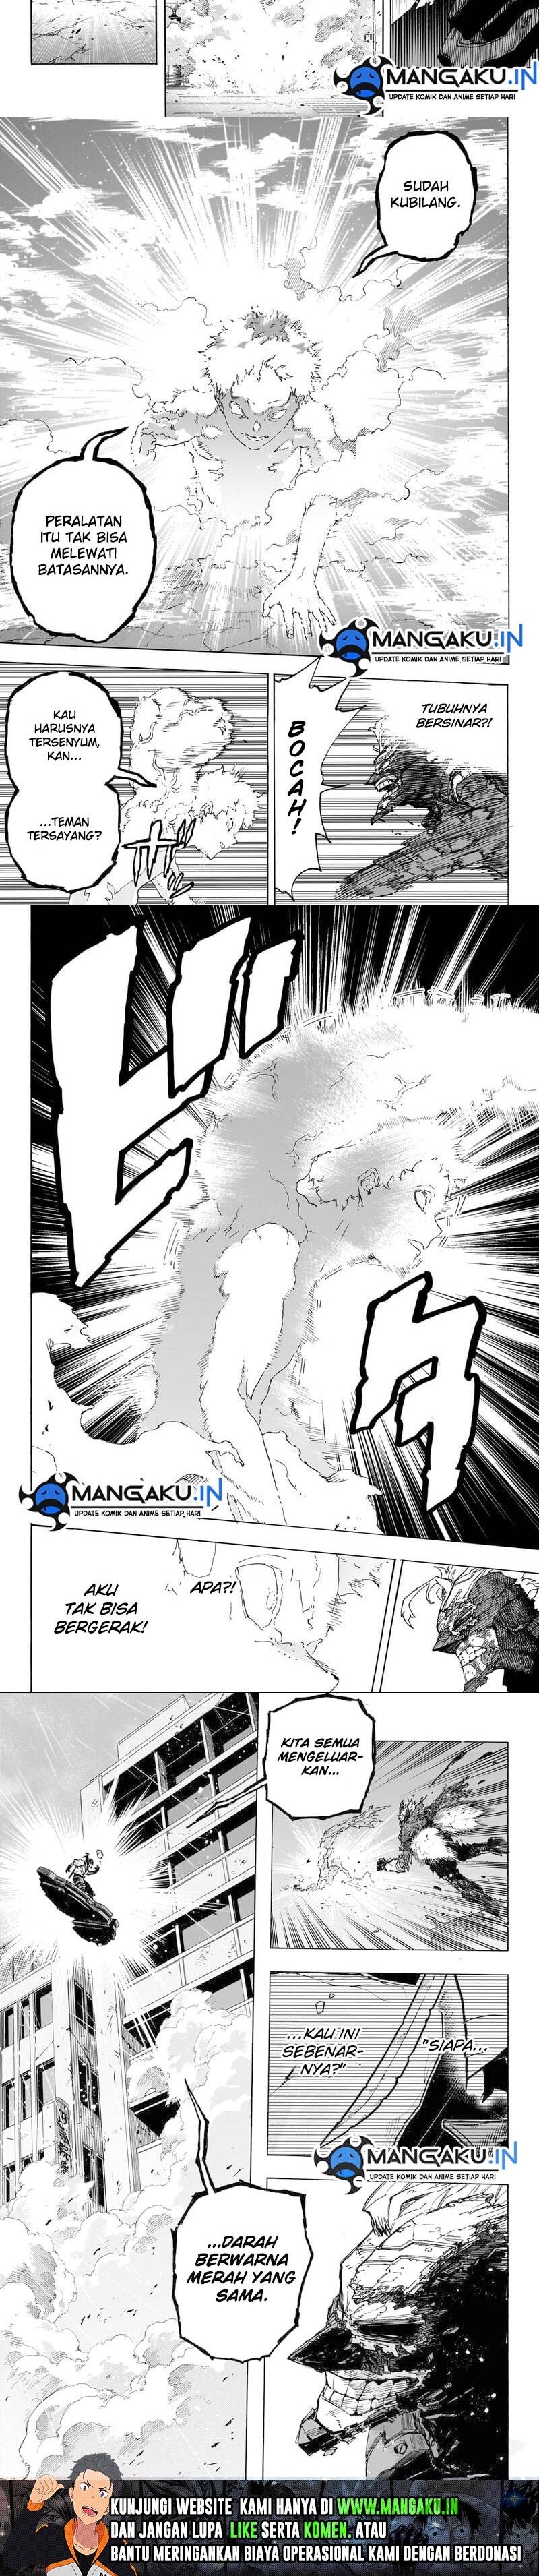 MANGAKU.IN
UPDATE KOMIK DAN ANIME SETIAP HARI
SUDAH
KUBILANG.
PERALATAN
ITU TAK BISA
MELEWATI
BATASANNYA.
MANGAKU.IN
UPDATE KOMIK DAN ANIME SETIAP HARI
TUBUHNYA
BERSINAR?!
BOCAH!
KAU
HARUSNYA
TERSENYUM,
KAN...
...TEMAN
TERSAYANG?
MANGAKU.IN
UPDATE KOMIK DAN ANIME SETIAP HARI
APA?!
AKU
TAK BISA
BERGERAK!
KITA SEMUA
MENGELUAR-
KAN...
"SIAPA...
...KAU INI
SEBENAR-
NYA?"
MANGAKU.IN
UPDATE KOMIK DAN ANIME SETIAP HARI
...DARAH
BERWARNA
MERAH YANG
SAMA.
KUNJUNGI WEBSITE KAMI HANYA DI WWW.MANGAKU.IN
DAN JANGAN LUPA LIKE SERTA KOMEN. ATAU
BANTU MERINGANKAN BIAYA OPERASIONAL KAMI DENGAN BERDONASI